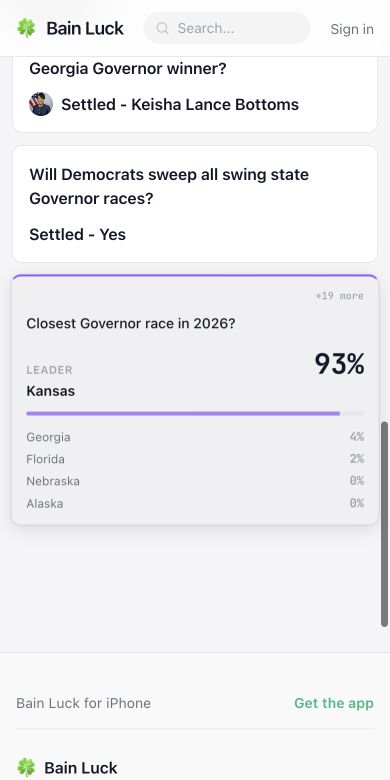 Bain Luck
Search...
Sign in
Georgia Governor winner?
Settled - Keisha Lance Bottoms
Will Democrats sweep all swing state
Governor races?
Settled - Yes
+19 more
Closest Governor race in 2026?
LEADER
93%
Kansas
Georgia 4%
Florida 2%
Nebraska 0%
Alaska 0%
Bain Luck for iPhone
Get the app
Bain Luck